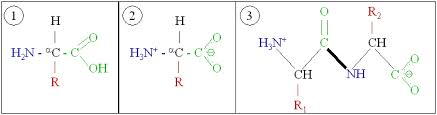 1
H
H₂N αC C O
OH
R
2
H
H₃N⁺ αC C ⊖ O
O
R
3
O R₂
H₃N⁺ C CH
CH NH C ⊖ O
O
R₁